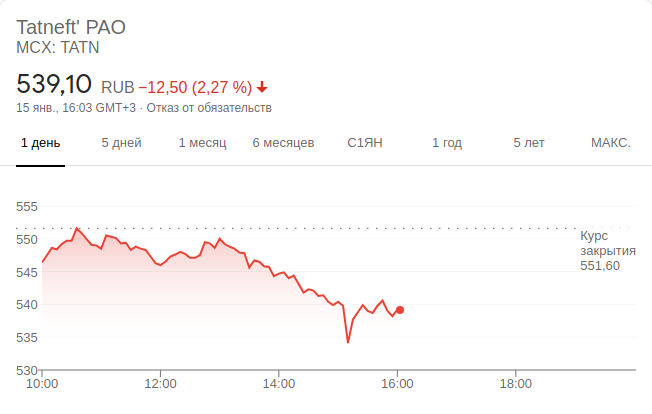 Tatneft' PAO
MCX: TATN
539,10 RUB −12,50 (2,27 %)
15 янв., 16:03 GMT+3 · Отказ от обязательств
1 день 5 дней 1 месяц 6 месяцев С1ЯН 1 год 5 лет МАКС.
555
550
545
540
535
530
Курс
закрытия
551,60
10:00 12:00 14:00 16:00 18:00